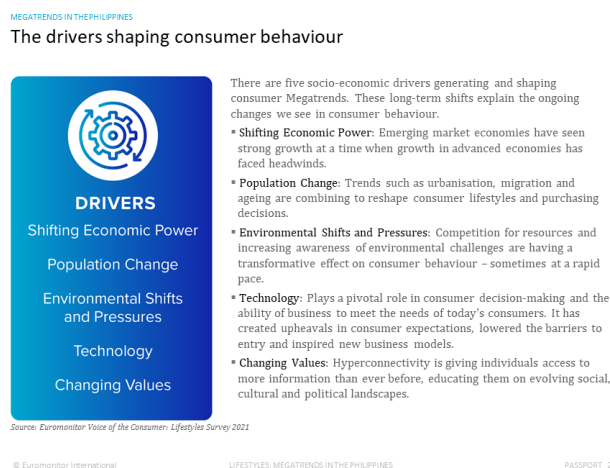 MEGATRENDS IN THEPHILIPPINES
The drivers shaping consumer behaviour
DRIVERS
Shifting Economic Power
Population Change
Environmental Shifts
and Pressures
Technology
Changing Values
There are five socio-economic drivers generating and shaping
consumer Megatrends. These long-term shifts explain the ongoing
changes we see in consumer behaviour.
▪ Shifting Economic Power: Emerging market economies have seen
strong growth at a time when growth in advanced economies has
faced headwinds.
▪ Population Change: Trends such as urbanisation, migration and
ageing are combining to reshape consumer lifestyles and purchasing
decisions.
▪ Environmental Shifts and Pressures: Competition for resources and
increasing awareness of environmental challenges are having a
transformative effect on consumer behaviour – sometimes at a rapid
pace.
▪ Technology: Plays a pivotal role in consumer decision-making and the
ability of business to meet the needs of today's consumers. It has
created upheavals in consumer expectations, lowered the barriers to
entry and inspired new business models.
▪ Changing Values: Hyperconnectivity is giving individuals access to
more information than ever before, educating them on evolving social,
cultural and political landscapes.
Source: Euromonitor Voice of the Consumer: Lifestyles Survey 2021
© Euromonitor International
LIFESTYLES: MEGATRENDS IN THE PHILIPPINES
PASSPORT 2